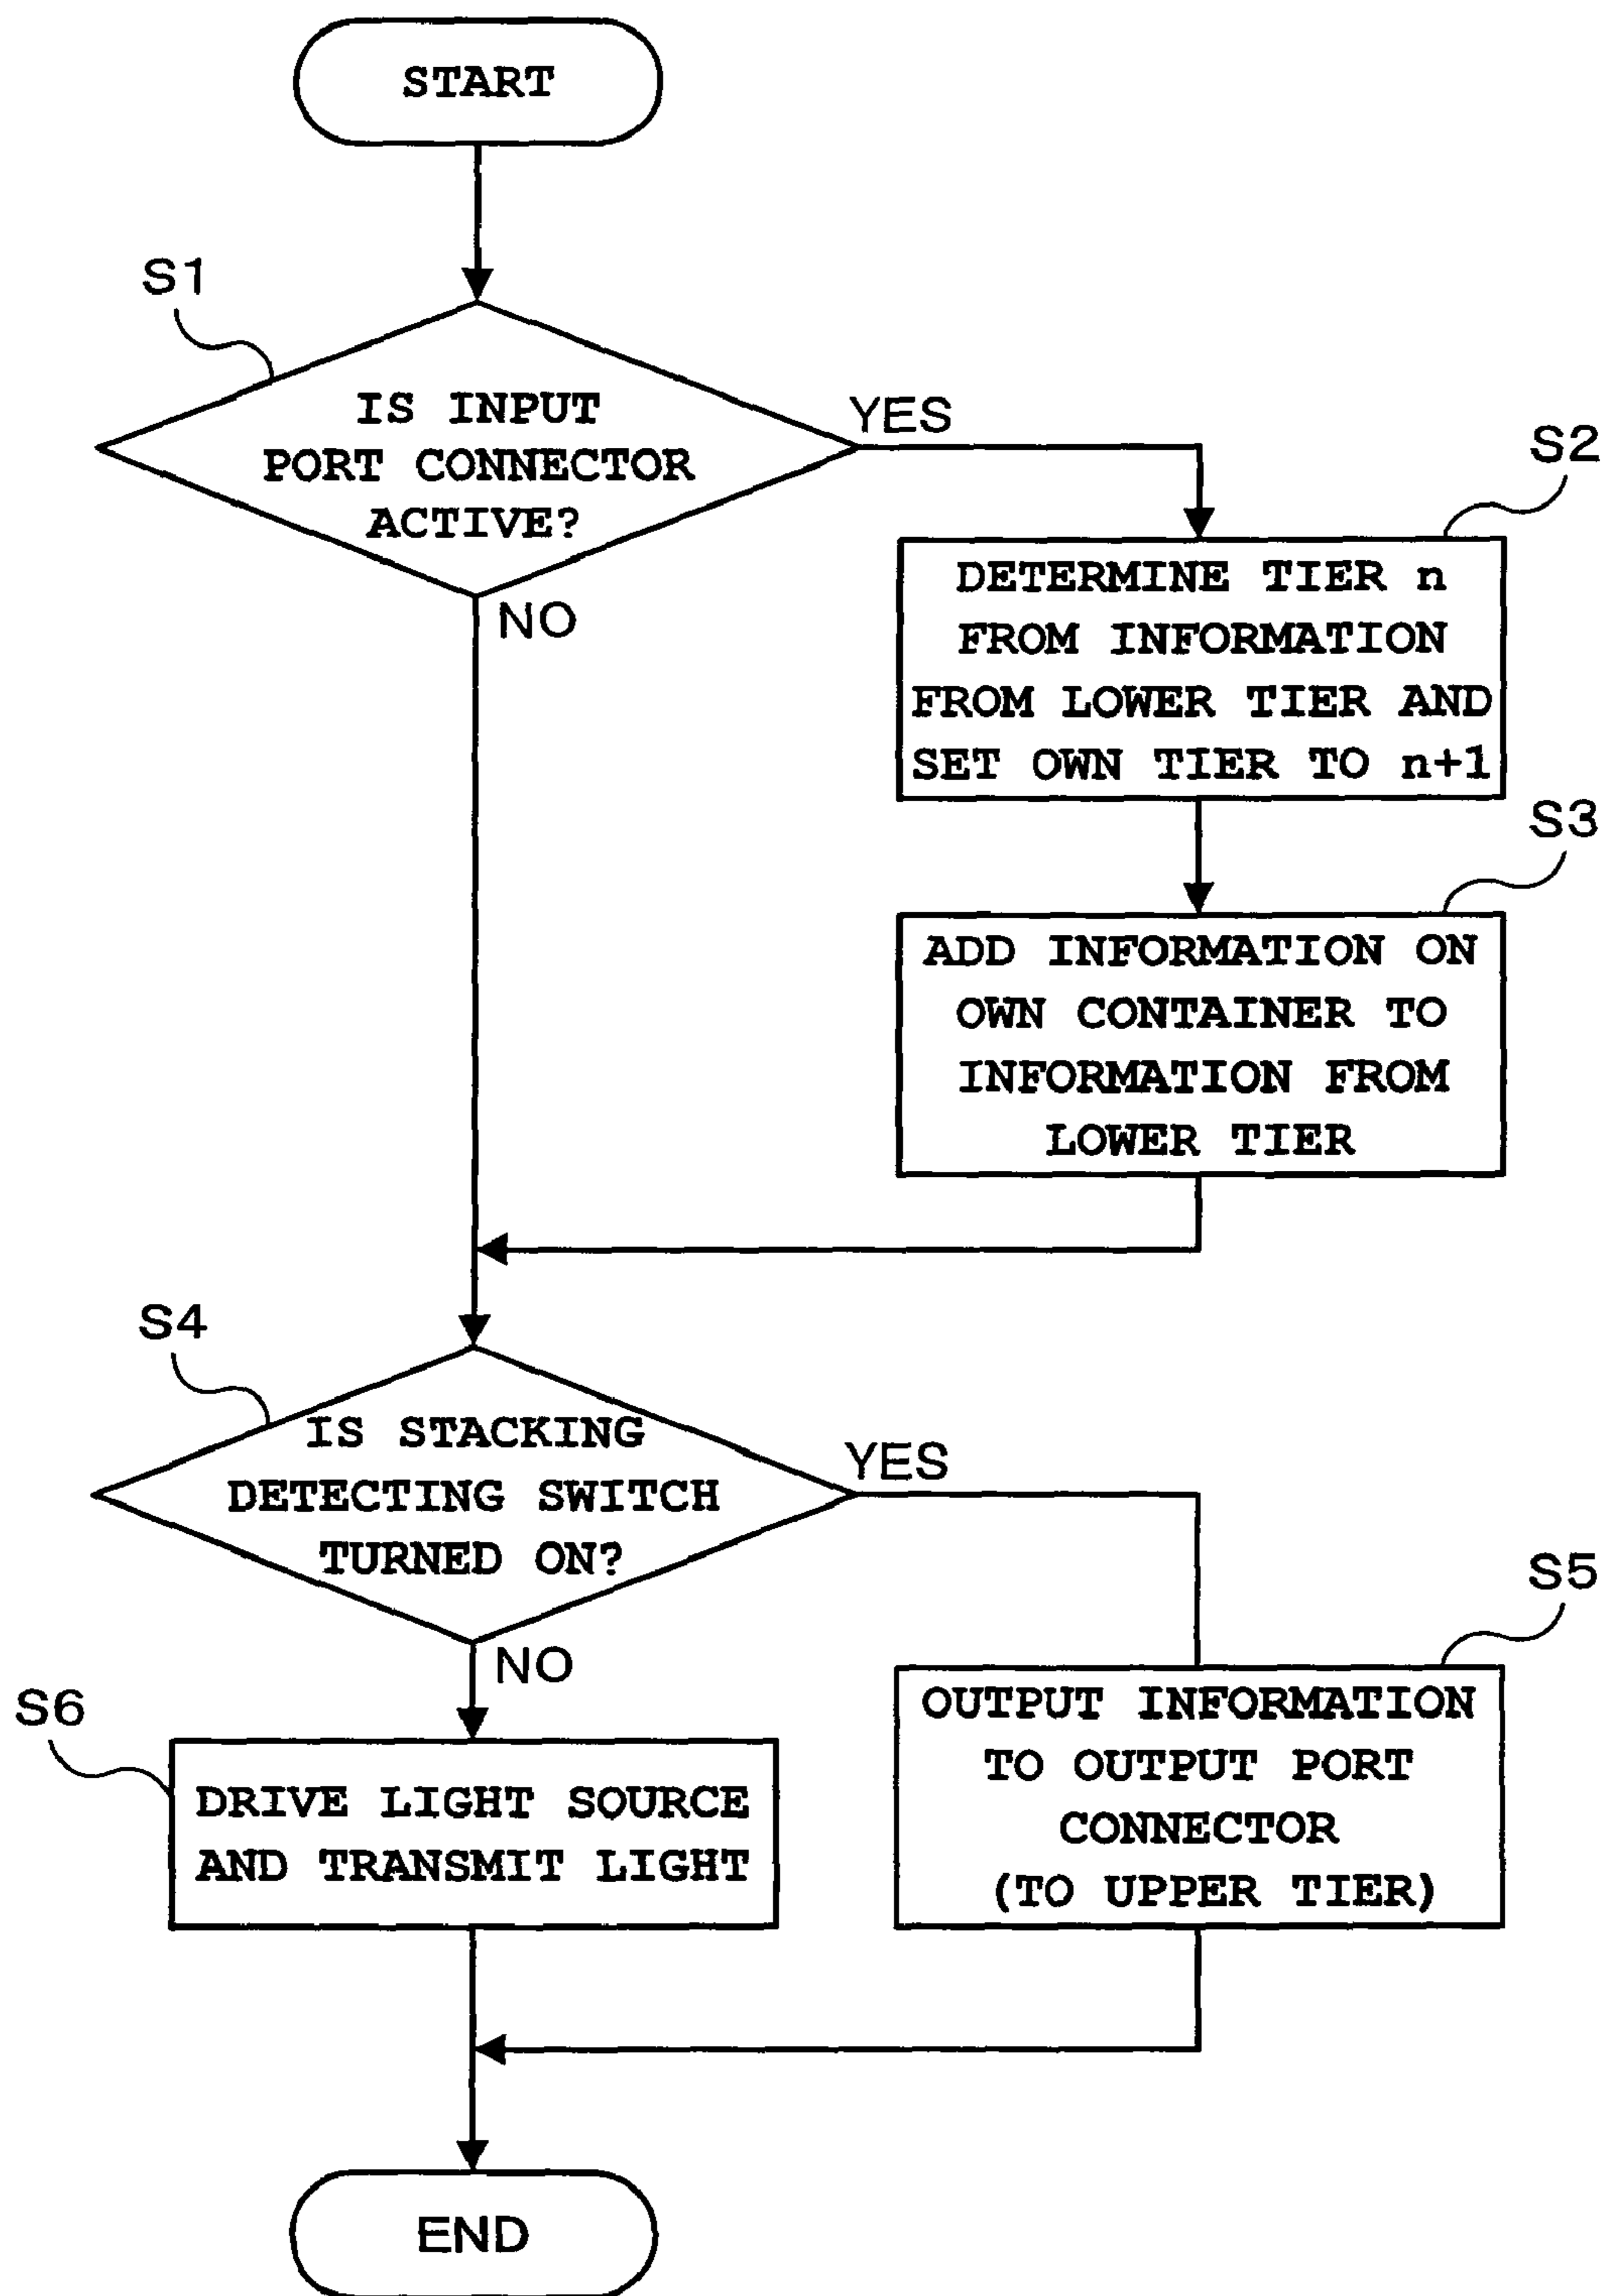 START
S1
IS INPUT
PORT CONNECTOR
ACTIVE?
YES
NO
S2
DETERMINE TIER n
FROM INFORMATION
FROM LOWER TIER AND
SET OWN TIER TO n+1
S3
ADD INFORMATION ON
OWN CONTAINER TO
INFORMATION FROM
LOWER TIER
S4
IS STACKING
DETECTING SWITCH
TURNED ON?
YES
NO
S5
OUTPUT INFORMATION
TO OUTPUT PORT
CONNECTOR
(TO UPPER TIER)
S6
DRIVE LIGHT SOURCE
AND TRANSMIT LIGHT
END